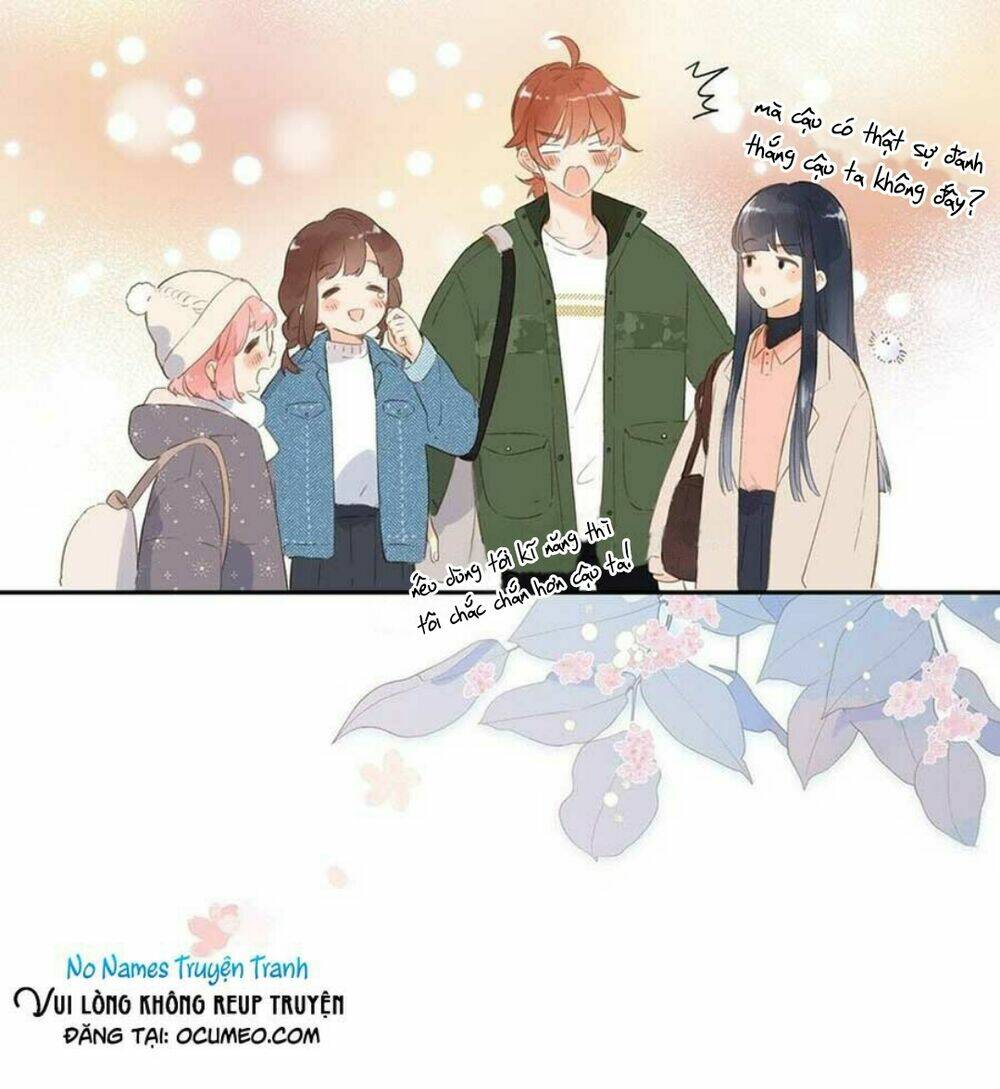 mà cậu có thật sự đánh
thắng cậu ta không đây?
nếu dùng tới kĩ năng thì
tôi chắc chắn hơn cậu ta!
No Names Truyện Tranh
VUI LÒNG KHÔNG REUP TRUYỆN
ĐĂNG TẠI: OCUMEO.COM